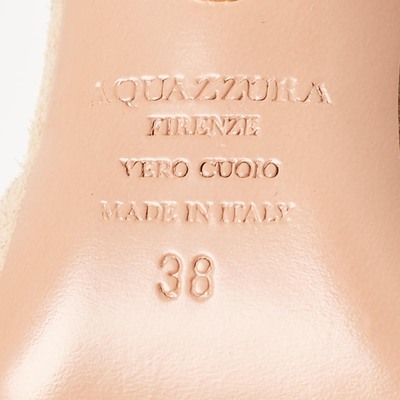 AQUAZZURA
FIRENZE
VERO CUOIO
MADE IN ITALY
38